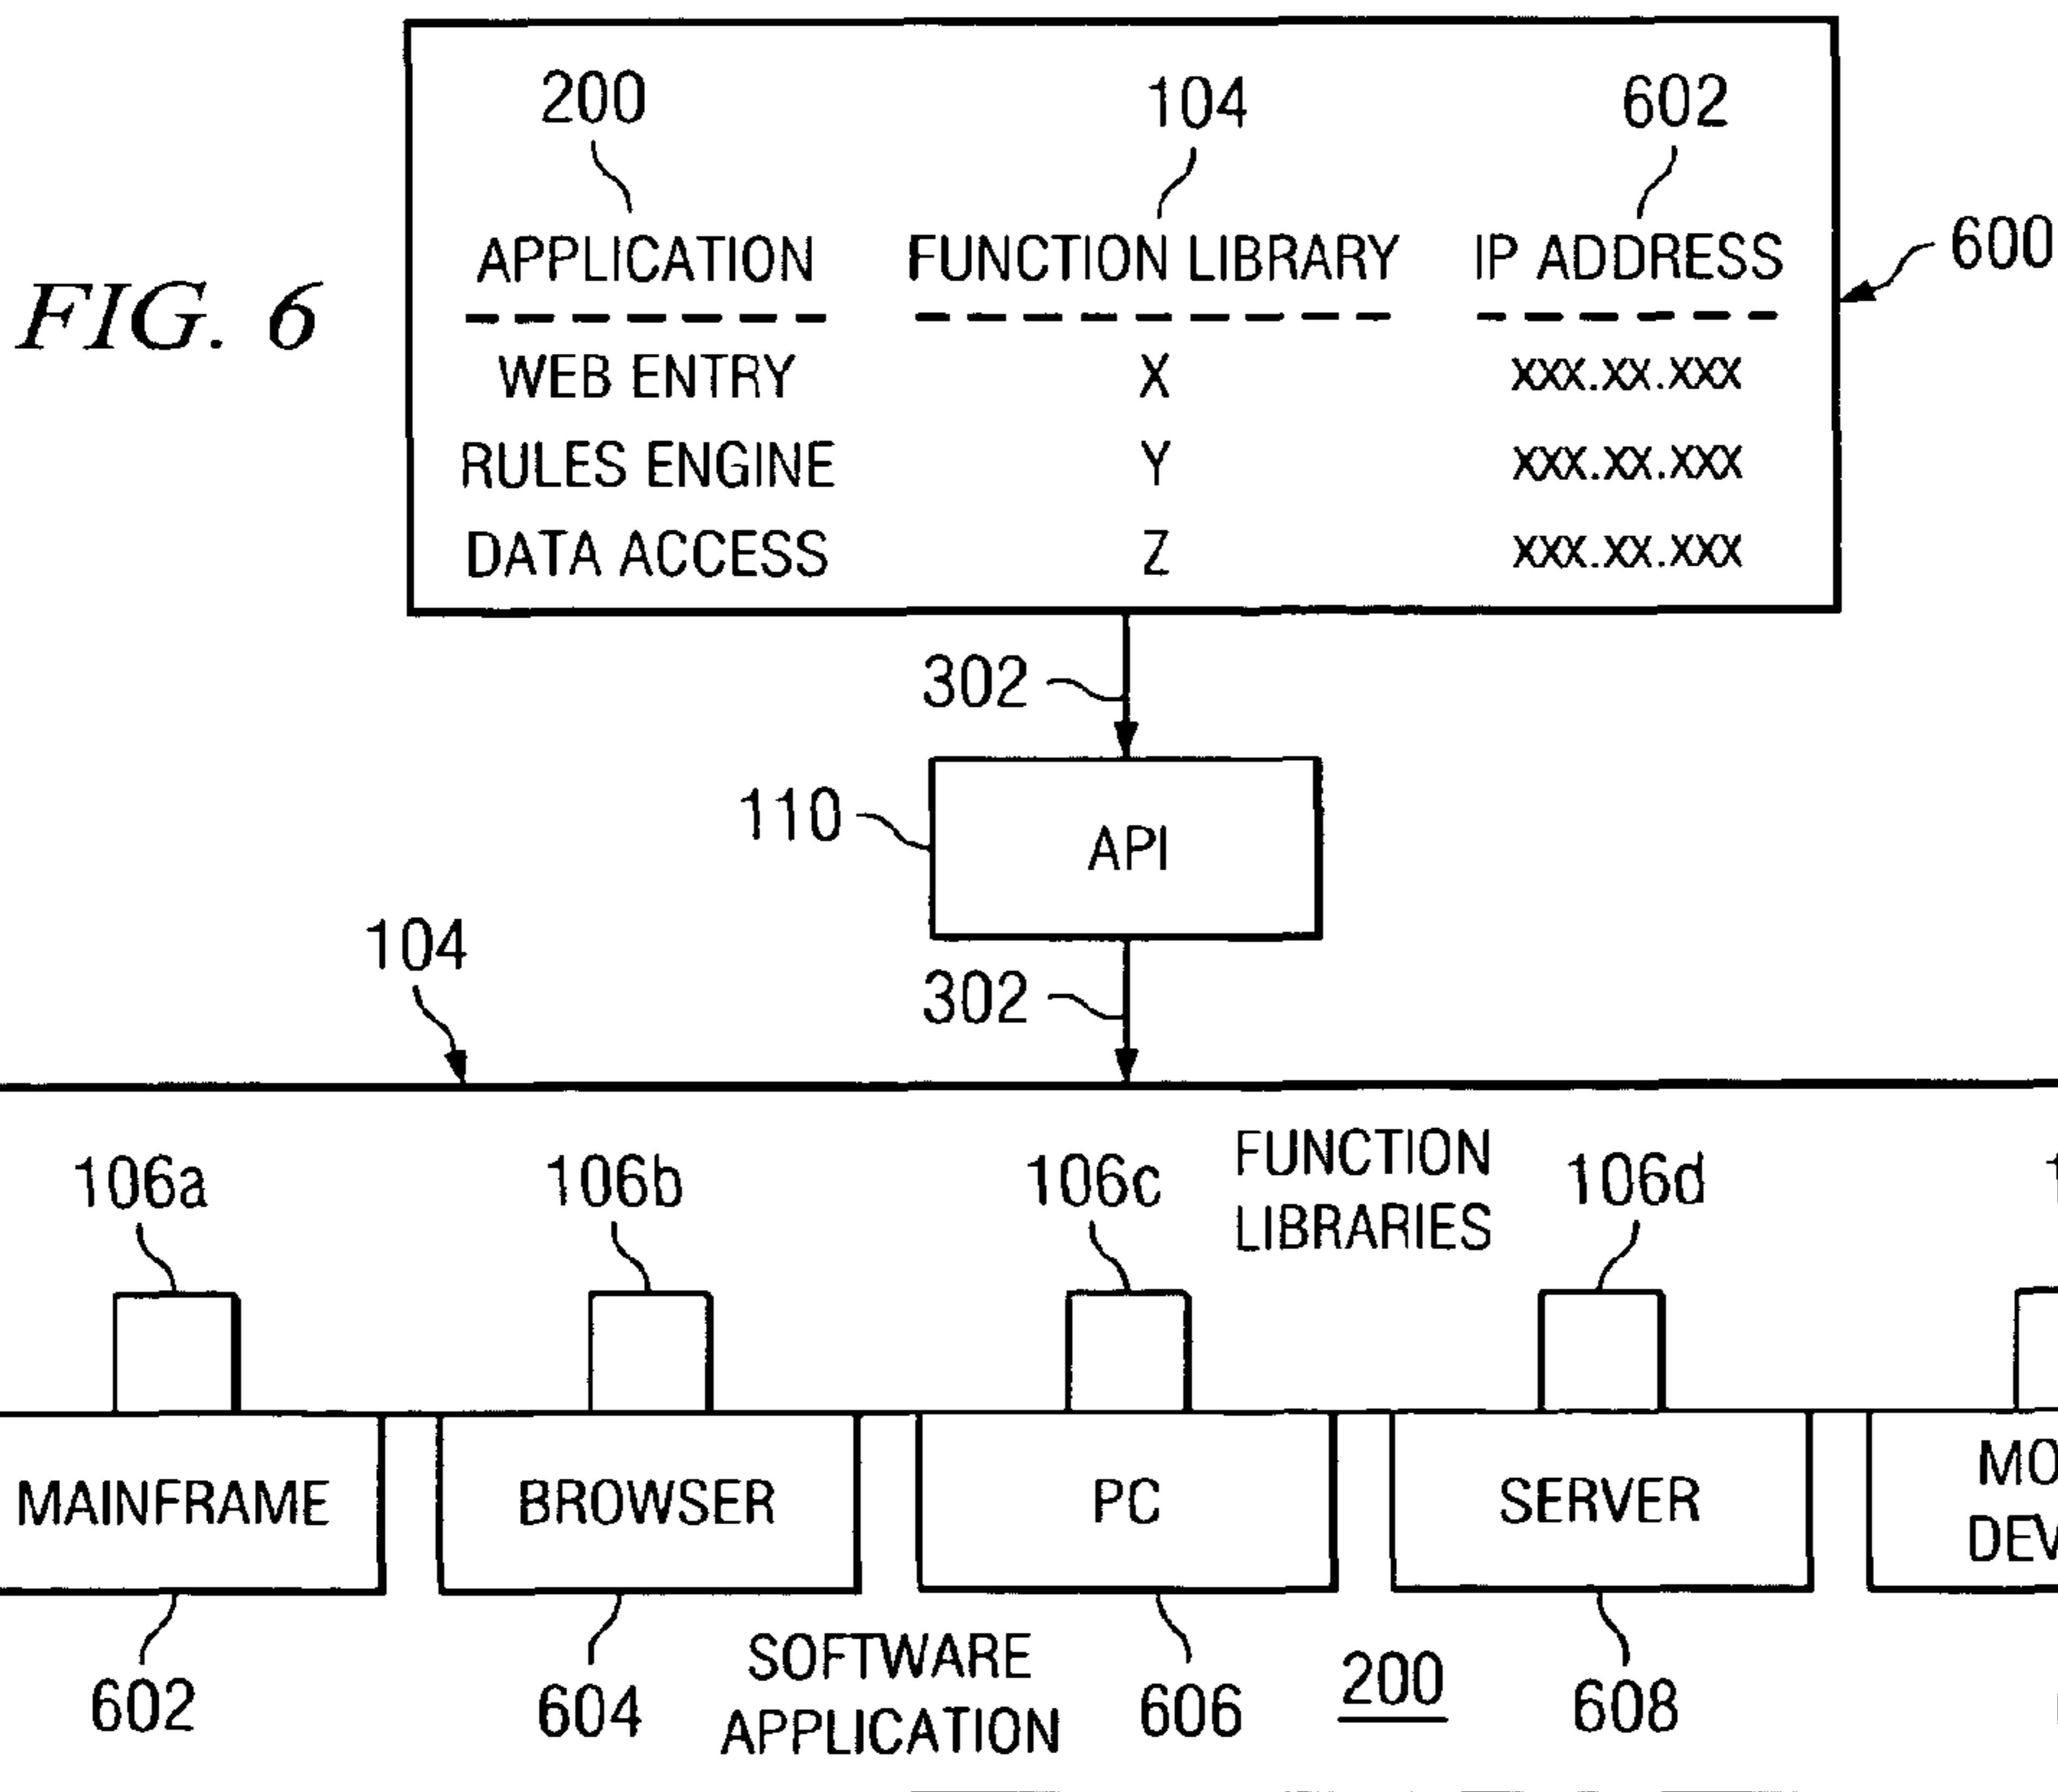 200 104 602
APPLICATION FUNCTION LIBRARY IP ADDRESS
600
FIG. 6
WEB ENTRY X XXX.XX.XXX
RULES ENGINE Y XXX.XX.XXX
DATA ACCESS Z XXX.XX.XXX
302
110
API
104
302
FUNCTION
LIBRARIES
106a 106b 106c 106d
MAINFRAME BROWSER PC SERVER
602 604 606 608
SOFTWARE
APPLICATION
200